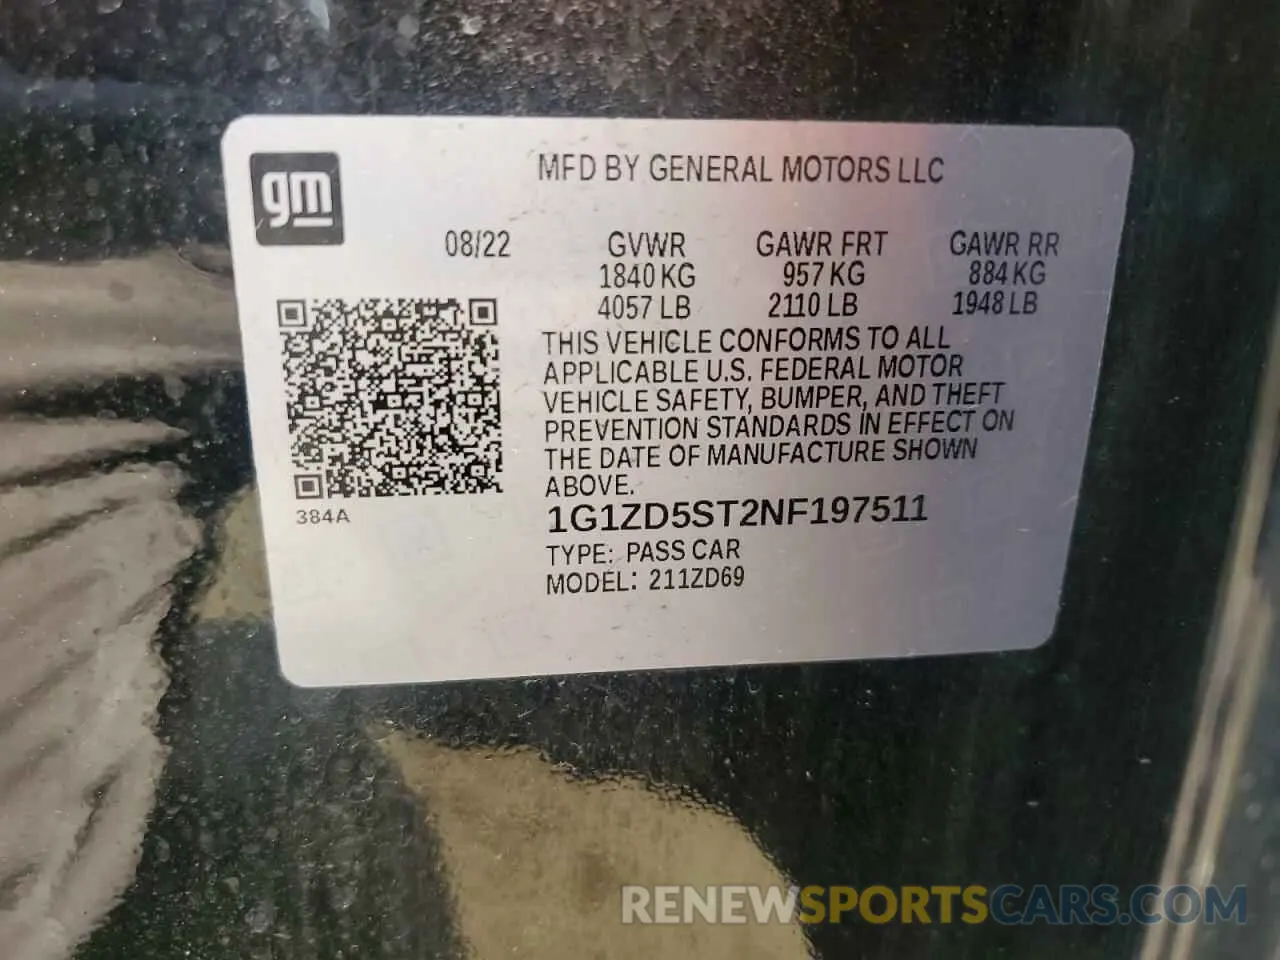 gm
MFD BY GENERAL MOTORS LLC
08/22 GVWR GAWR FRT GAWR RR
1840 KG 957 KG 884 KG
4057 LB 2110 LB 1948 LB
THIS VEHICLE CONFORMS TO ALL
APPLICABLE U.S. FEDERAL MOTOR
VEHICLE SAFETY, BUMPER, AND THEFT
PREVENTION STANDARDS IN EFFECT ON
THE DATE OF MANUFACTURE SHOWN
ABOVE.
384A
1G1ZD5ST2NF197511
TYPE: PASS CAR
MODEL: 211ZD69
RENEWSPORTSCARS.COM